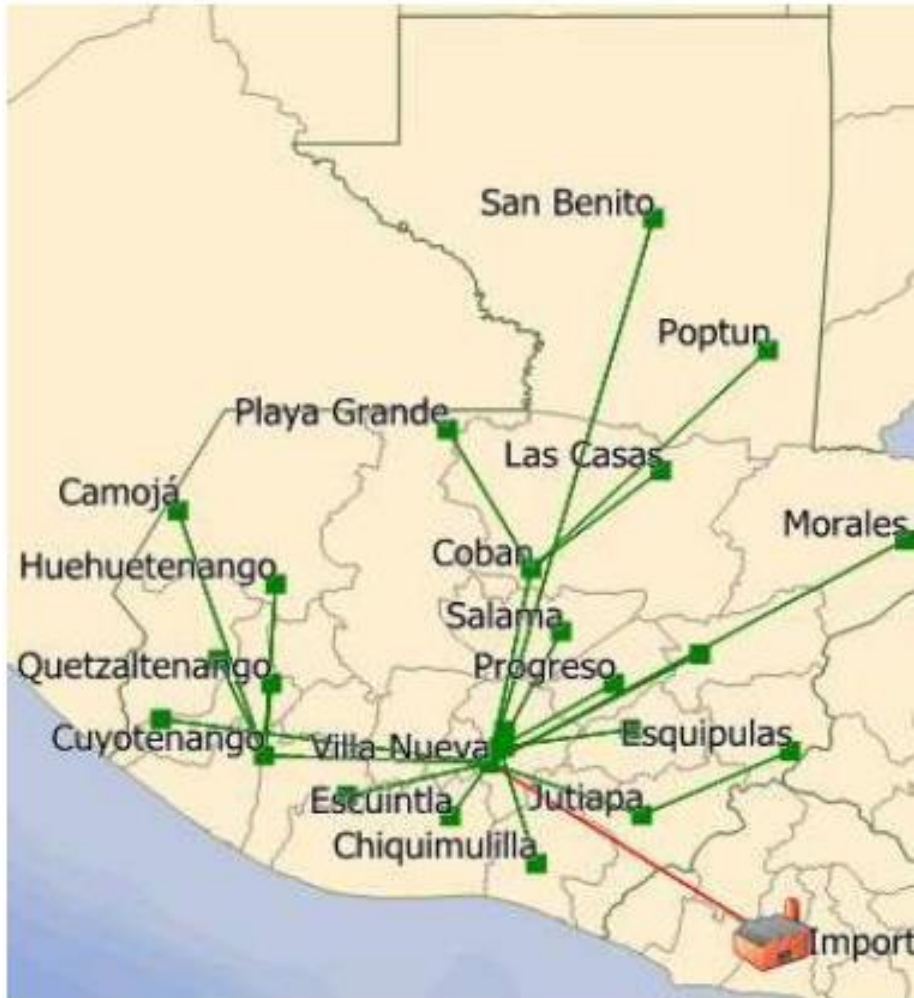 San Benito
Poptun
Playa Grande
Las Casas
Camojá
Morales
Coban
Huehuetenango
Salama
Quetzaltenango
Progreso
Cuyotenango
Villa Nueva
Esquipulas
Escuintla
Jutiapa
Chiquimulilla
Import